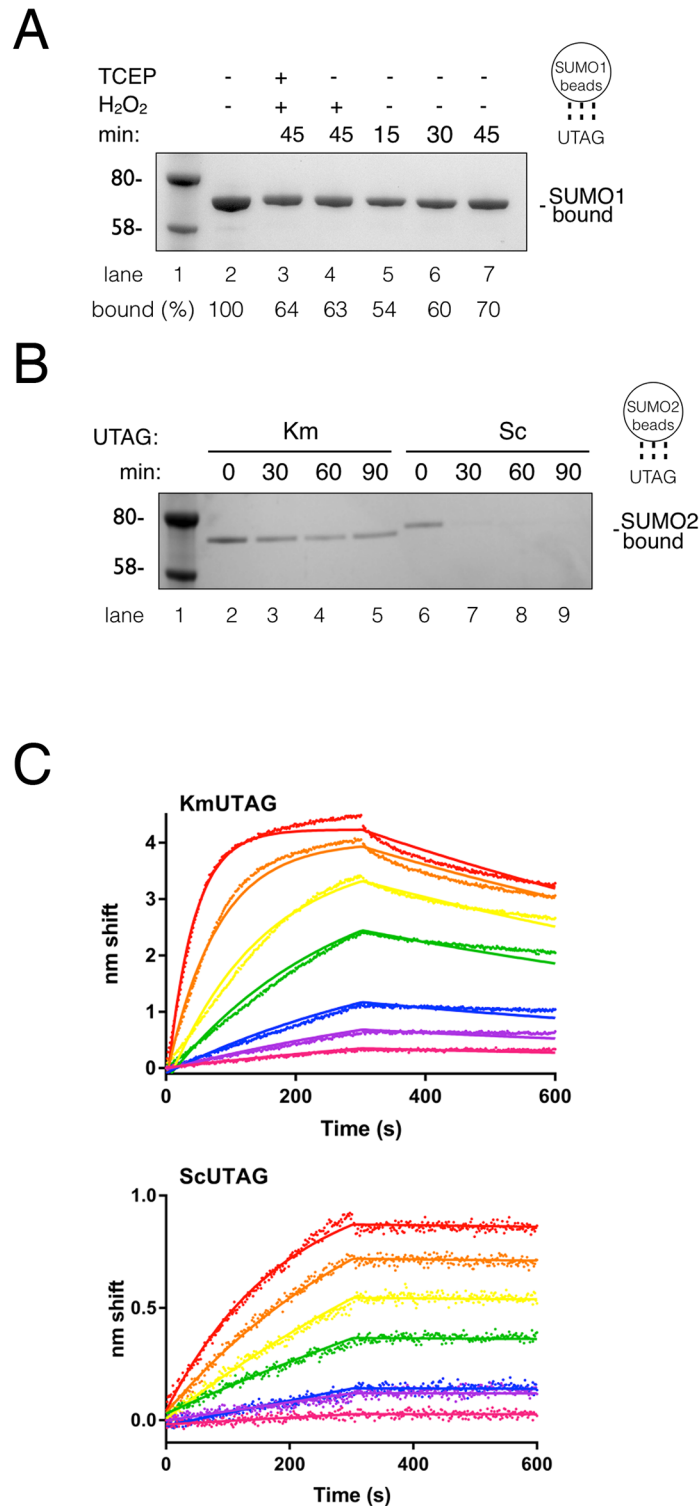 A
TCEP - + - - - -
H₂O₂ - + + - - -
min: 45 45 15 30 45
SUMO1
beads
UTAG
80-
58-
- SUMO1
bound
lane 1 2 3 4 5 6 7
bound (%) 100 64 63 54 60 70
B
UTAG: Km Sc
min: 0 30 60 90 0 30 60 90
SUMO2
beads
UTAG
80-
58-
-SUMO2
bound
lane 1 2 3 4 5 6 7 8 9
C
KmUTAG
nm shift
4
3
2
1
0
0 200 400 600
Time (s)
ScUTAG
nm shift
1.0
0.5
0.0
0 200 400 600
Time (s)